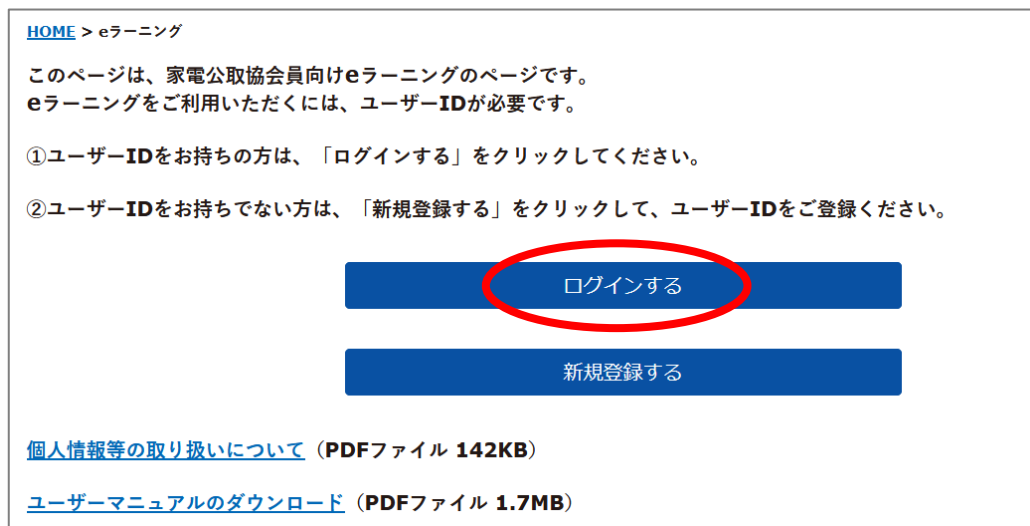 HOME > eラーニング
このページは、家電公取協会員向けeラーニングのページです。
eラーニングをご利用いただくには、ユーザーIDが必要です。
①ユーザーIDをお持ちの方は、「ログインする」をクリックしてください。
②ユーザーIDをお持ちでない方は、「新規登録する」をクリックして、ユーザーIDをご登録ください。
ログインする
新規登録する
個人情報等の取り扱いについて（PDFファイル 142KB）
ユーザーマニュアルのダウンロード（PDFファイル 1.7MB）